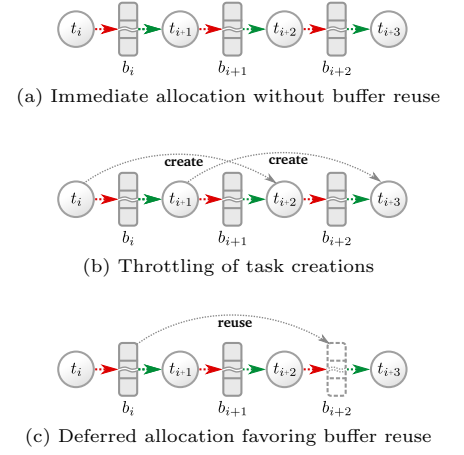 t_i t_{i+1} t_{i+2} t_{i+3}
b_i b_{i+1} b_{i+2}
(a) Immediate allocation without buffer reuse
create create
t_i t_{i+1} t_{i+2} t_{i+3}
b_i b_{i+1} b_{i+2}
(b) Throttling of task creations
reuse
t_i t_{i+1} t_{i+2} t_{i+3}
b_i b_{i+1} b_{i+2}
(c) Deferred allocation favoring buffer reuse